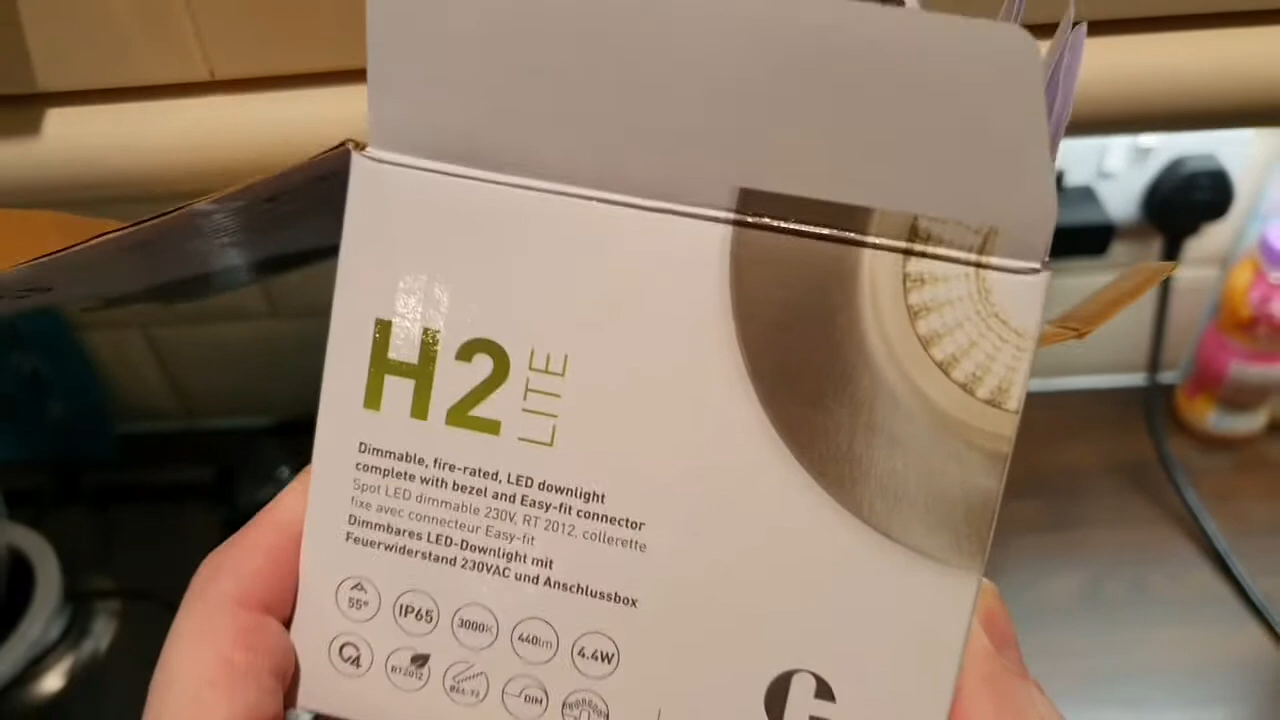 H2 LITE
Dimmable, fire-rated, LED downlight
complete with bezel and Easy-fit connector
Spot LED dimmable 230V, RT 2012, collerette
fixe avec connecteur Easy-fit
Dimmbares LED-Downlight mit
Feuerwiderstand 230VAC und Anschlussbox
55° IP65 3000K 440lm 4.4W
RT2012 DIM